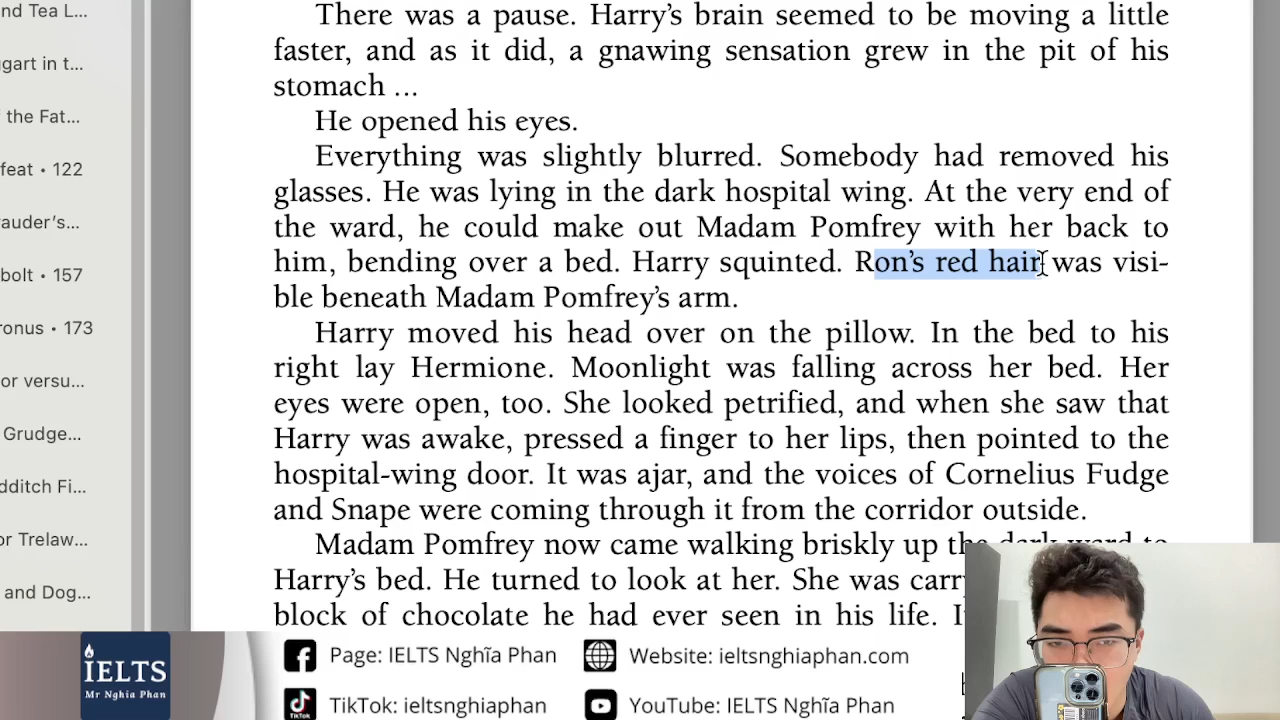 and Tea L...
There was a pause. Harry's brain seemed to be moving a little
faster, and as it did, a gnawing sensation grew in the pit of his
gart in t...
stomach ...
the Fat...
He opened his eyes.
Everything was slightly blurred. Somebody had removed his
feat • 122
glasses. He was lying in the dark hospital wing. At the very end of
arauder's...
the ward, he could make out Madam Pomfrey with her back to
him, bending over a bed. Harry squinted. Ron's red hair was visi-
bolt • 157
ble beneath Madam Pomfrey's arm.
ronus • 173
Harry moved his head over on the pillow. In the bed to his
right lay Hermione. Moonlight was falling across her bed. Her
or versu...
eyes were open, too. She looked petrified, and when she saw that
Harry was awake, pressed a finger to her lips, then pointed to the
Grudge...
hospital-wing door. It was ajar, and the voices of Cornelius Fudge
dditch Fi...
and Snape were coming through it from the corridor outside.
or Trelaw...
Madam Pomfrey now came walking briskly up the dark ward to
Harry's bed. He turned to look at her. She was
and Dog...
block of chocolate he had ever seen in his life.
IELTS
Mr Nghia Phan
Page: IELTS Nghĩa Phan
Website: ieltsnghiaphan.com
TikTok
TikTok: ieltsnghiaphan
YouTube: IELTS Nghĩa Phan